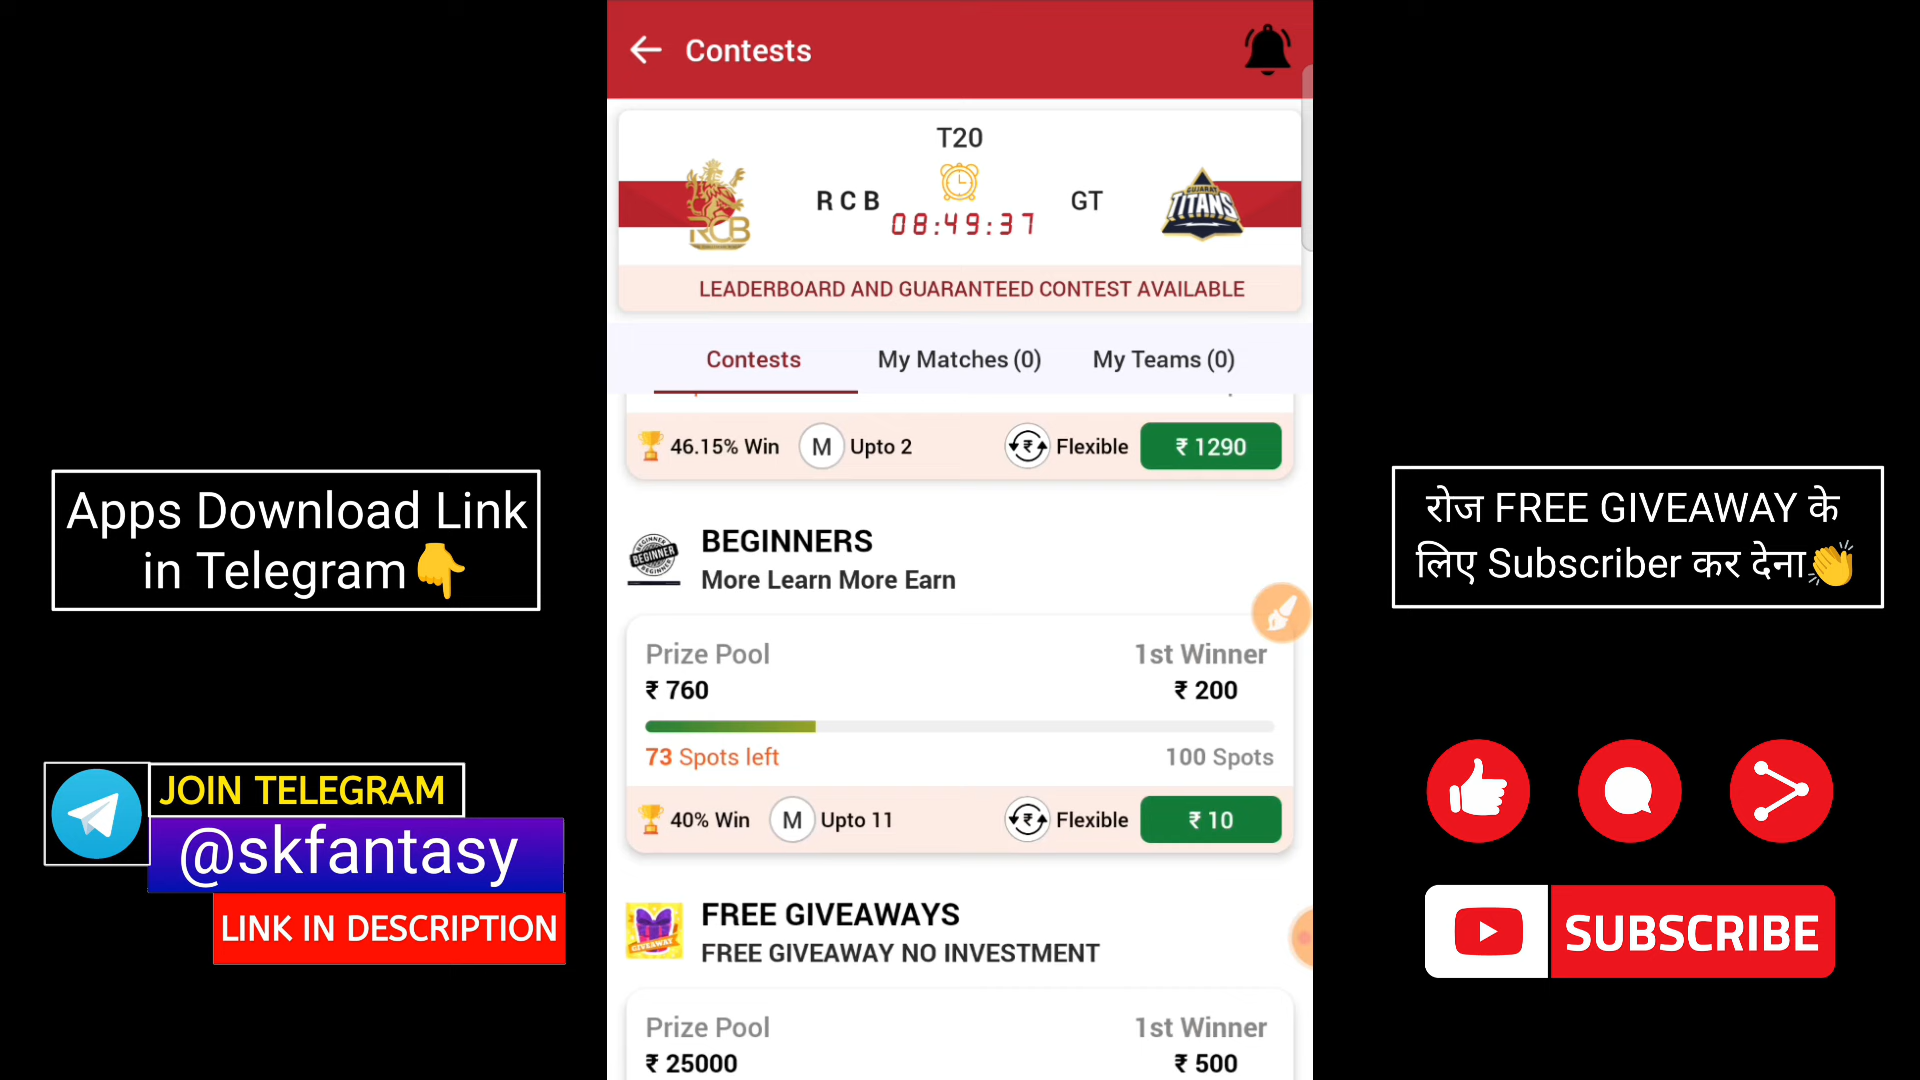 Contests
T20
R C B
GT
08:49:37
RCB
GUJARAT
TITANS
LEADERBOARD AND GUARANTEED CONTEST AVAILABLE
Contests
My Matches (0)
My Teams (0)
46.15% Win
M
Upto 2
₹
Flexible
₹ 1290
Apps Download Link
in Telegram👇
रोज FREE GIVEAWAY के
लिए Subscriber कर देना👏
BEGINNER
BEGINNERS
More Learn More Earn
Prize Pool
1st Winner
₹ 760
₹ 200
73 Spots left
100 Spots
40% Win
M
Upto 11
₹
Flexible
₹ 10
JOIN TELEGRAM
@skfantasy
LINK IN DESCRIPTION
SUBSCRIBE
GIVEAWAY
FREE GIVEAWAYS
FREE GIVEAWAY NO INVESTMENT
Prize Pool
1st Winner
₹ 25000
₹ 500